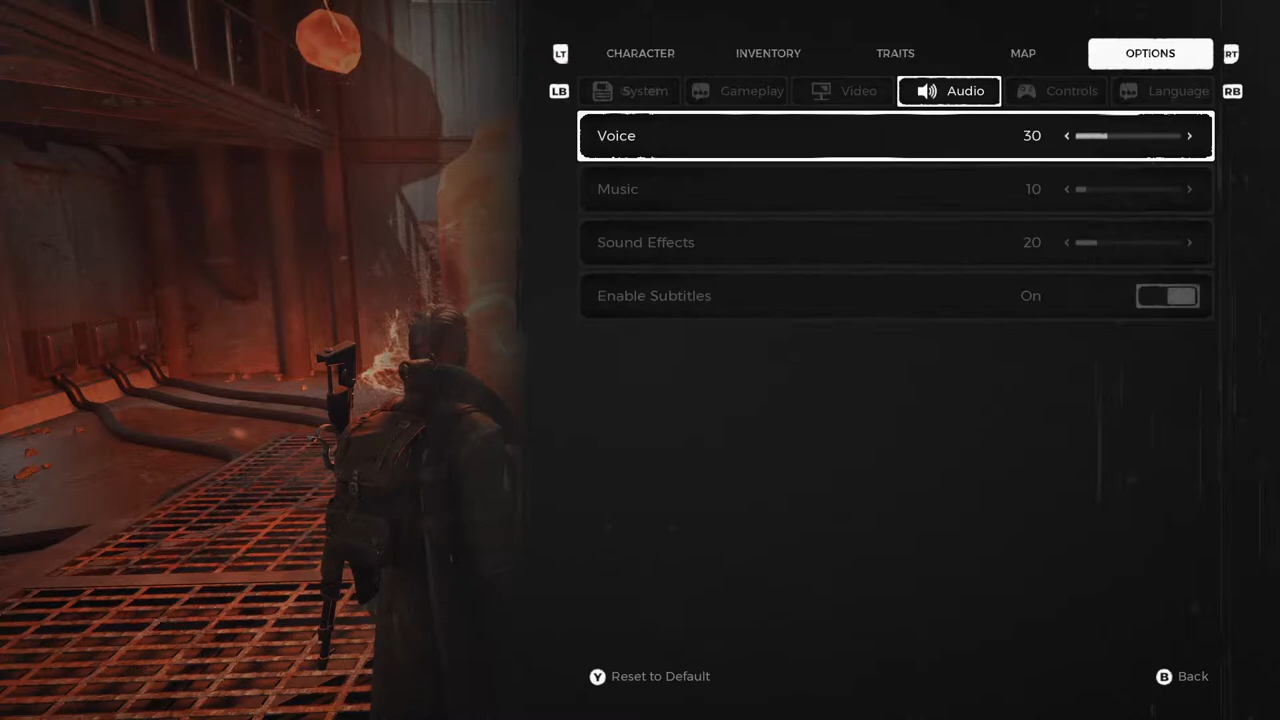 LT CHARACTER INVENTORY TRAITS MAP OPTIONS RT
LB System Gameplay Video Audio Controls Language RB
Voice 30
Music 10
Sound Effects 20
Enable Subtitles On
Y Reset to Default B Back